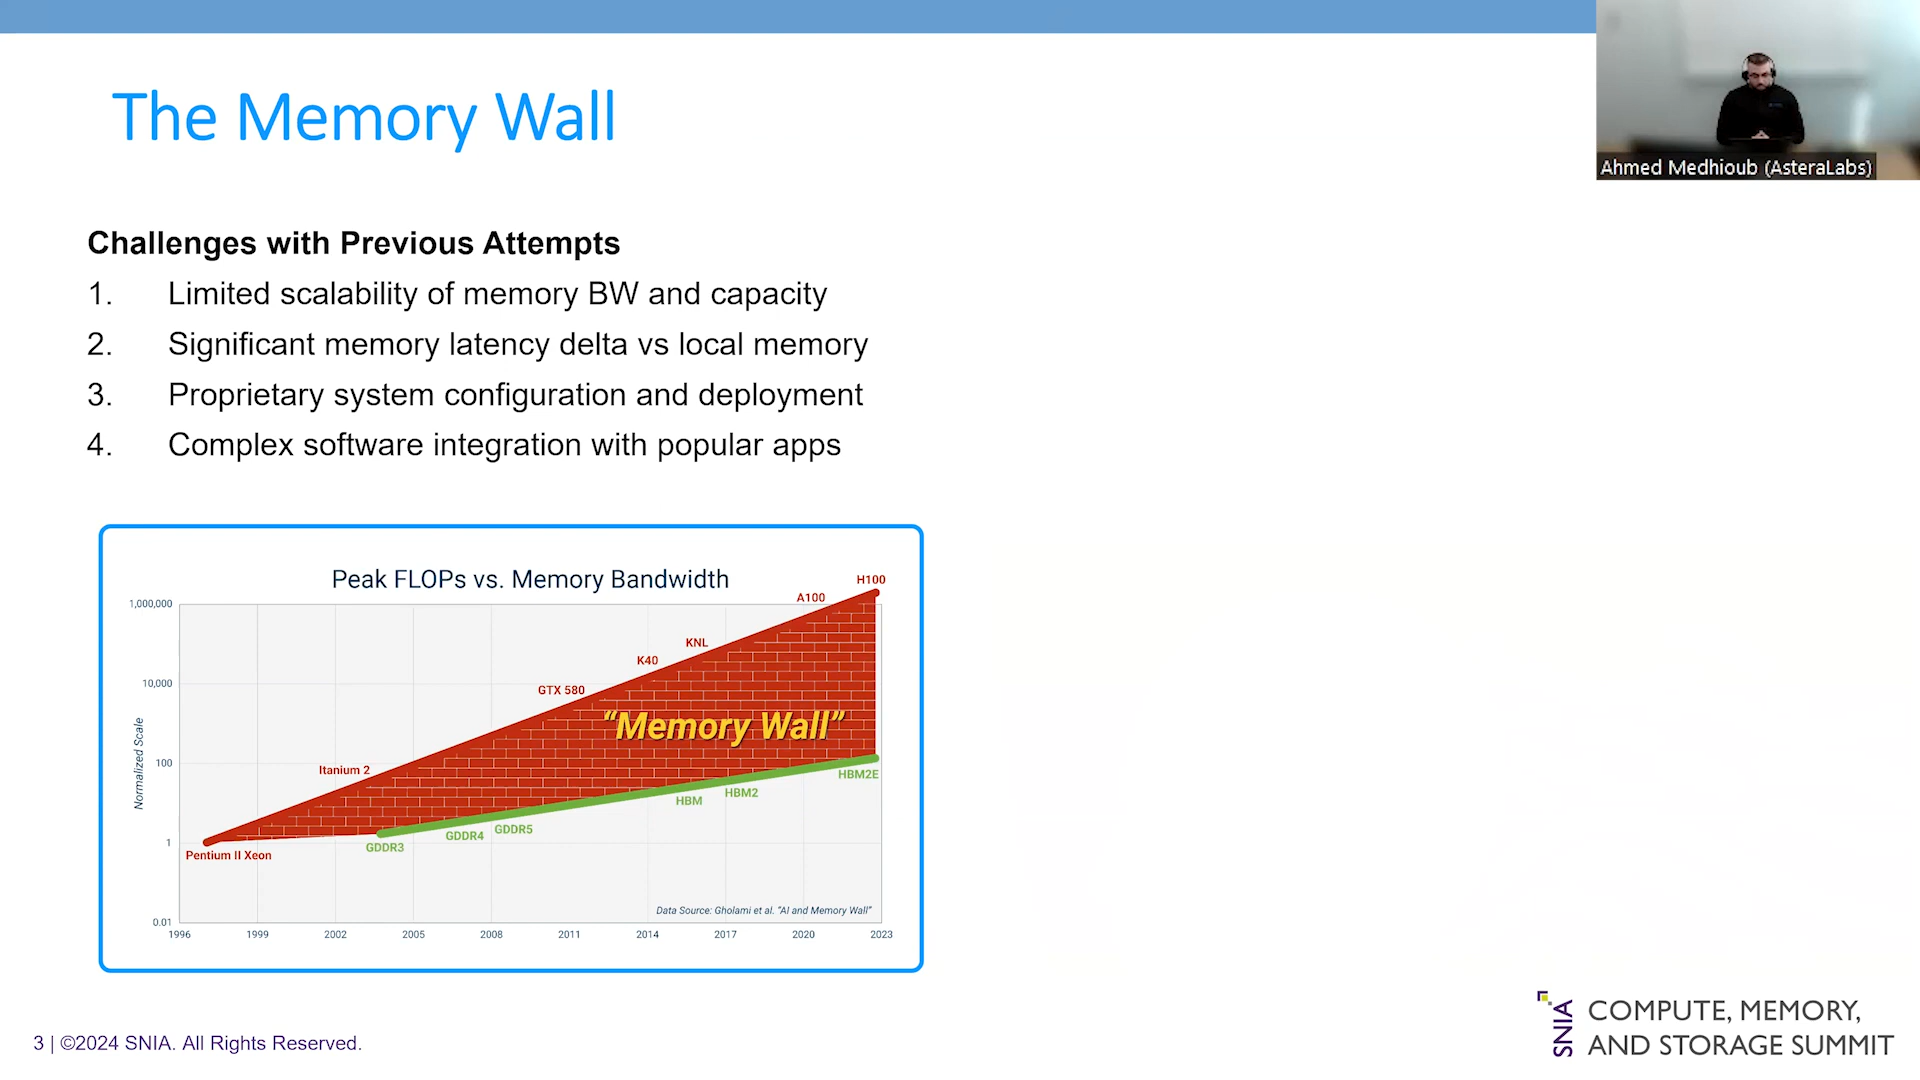 The Memory Wall
Ahmed Medhioub (AsteraLabs)
Challenges with Previous Attempts
1. Limited scalability of memory BW and capacity
2. Significant memory latency delta vs local memory
3. Proprietary system configuration and deployment
4. Complex software integration with popular apps
Peak FLOPs vs. Memory Bandwidth
H100
A100
KNL
K40
GTX 580
Itanium 2
Pentium II Xeon
"Memory Wall"
HBM2E
HBM2
HBM
GDDR5
GDDR4
GDDR3
Normalized Scale
1,000,000
10,000
100
1
0.01
1996 1999 2002 2005 2008 2011 2014 2017 2020 2023
Data Source: Gholami et al. "AI and Memory Wall"
3 | ©2024 SNIA. All Rights Reserved.
SNIA
COMPUTE, MEMORY,
AND STORAGE SUMMIT